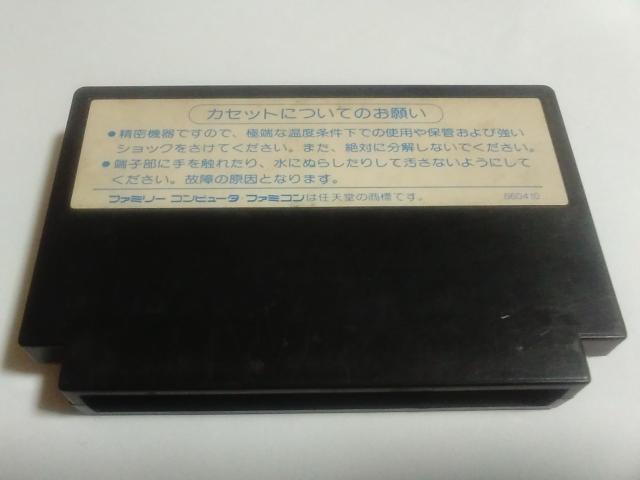 カセットについてのお願い
●精密機器ですので、極端な温度条件下での使用や保管および強い
ショックをさけてください。また、絶対に分解しないでください。
●端子部に手を触れたり、水にぬらしたりして汚さないようにして
ください。故障の原因となります。
ファミリー コンピュータ・ファミコンは任天堂の商標です。 860410